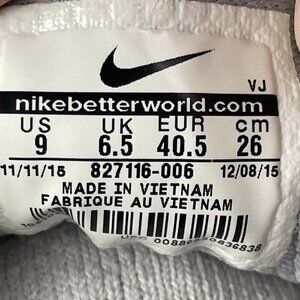 VJ
nikebetterworld.com
US UK EUR cm
9 6.5 40.5 26
11/11/15 827116-006 12/08/15
MADE IN VIETNAM
FABRIQUE AU VIETNAM